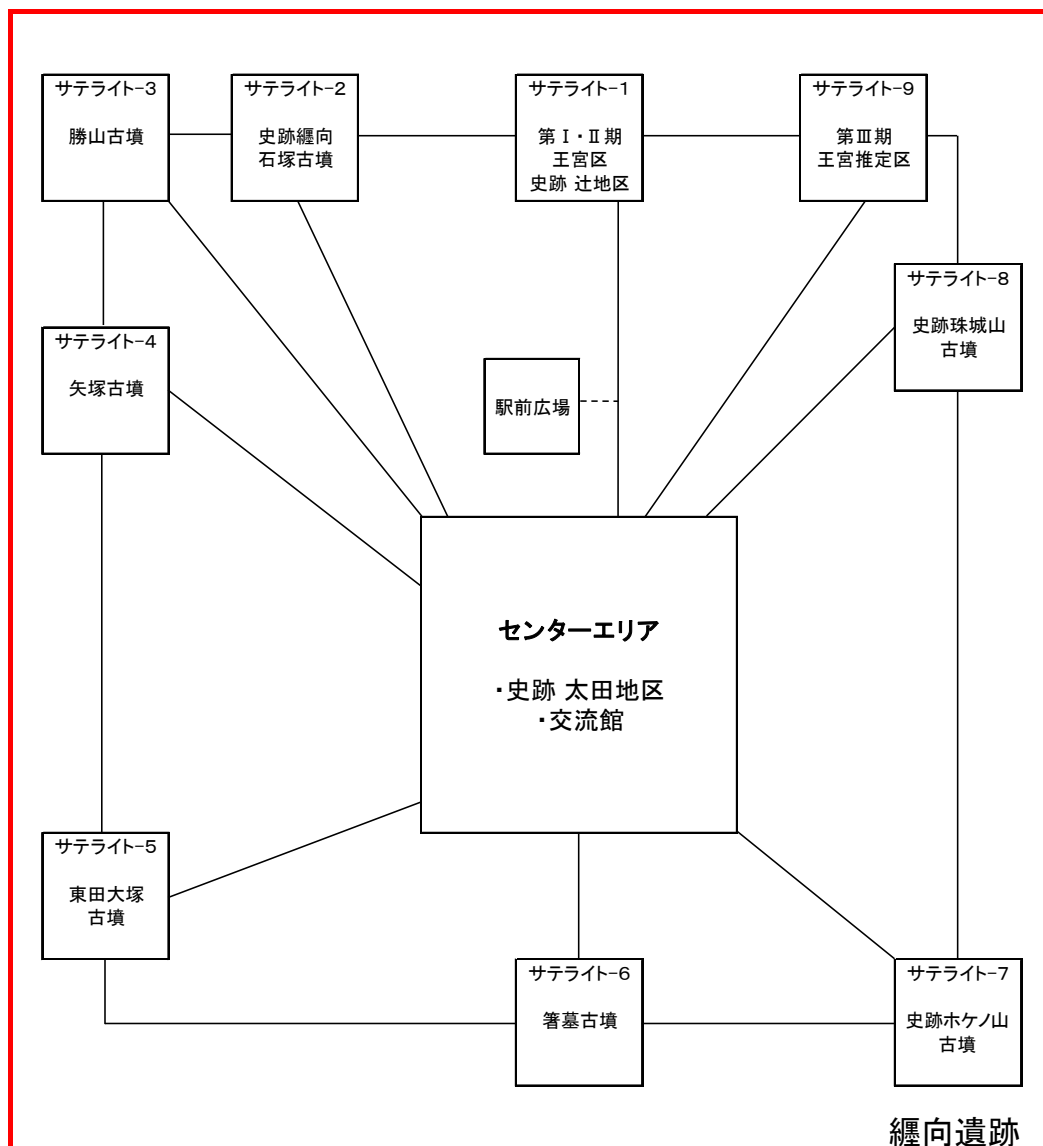 サテライト-3
勝山古墳
サテライト-2
史跡纒向
石塚古墳
サテライト-1
第Ⅰ・Ⅱ期
王宮区
史跡 辻地区
サテライト-9
第Ⅲ期
王宮推定区
サテライト-8
史跡珠城山
古墳
サテライト-4
矢塚古墳
駅前広場
センターエリア
・史跡 太田地区
・交流館
サテライト-5
東田大塚
古墳
サテライト-6
箸墓古墳
サテライト-7
史跡ホケノ山
古墳
纒向遺跡